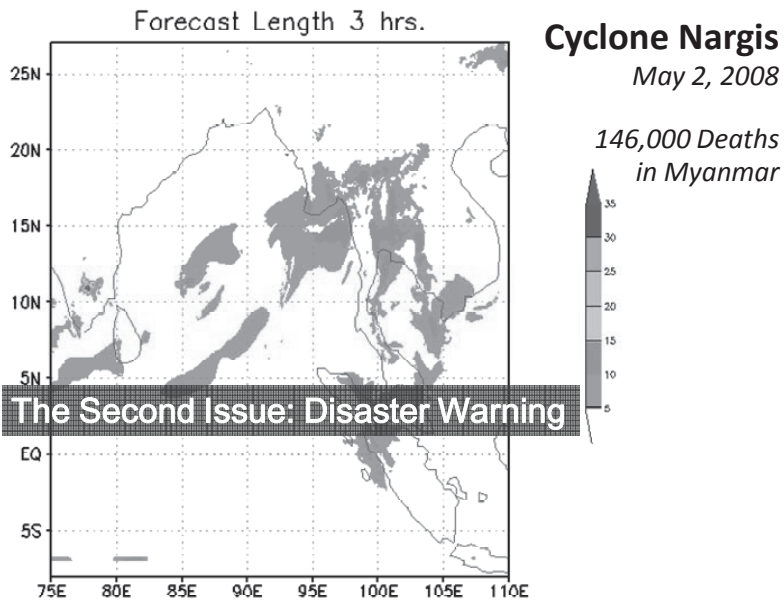 Forecast Length 3 hrs.
Cyclone Nargis
May 2, 2008
146,000 Deaths
in Myanmar
25N
20N
15N
10N
5N
EQ
5S
75E 80E 85E 90E 95E 100E 105E 110E
35
30
25
20
15
10
5
The Second Issue: Disaster Warning